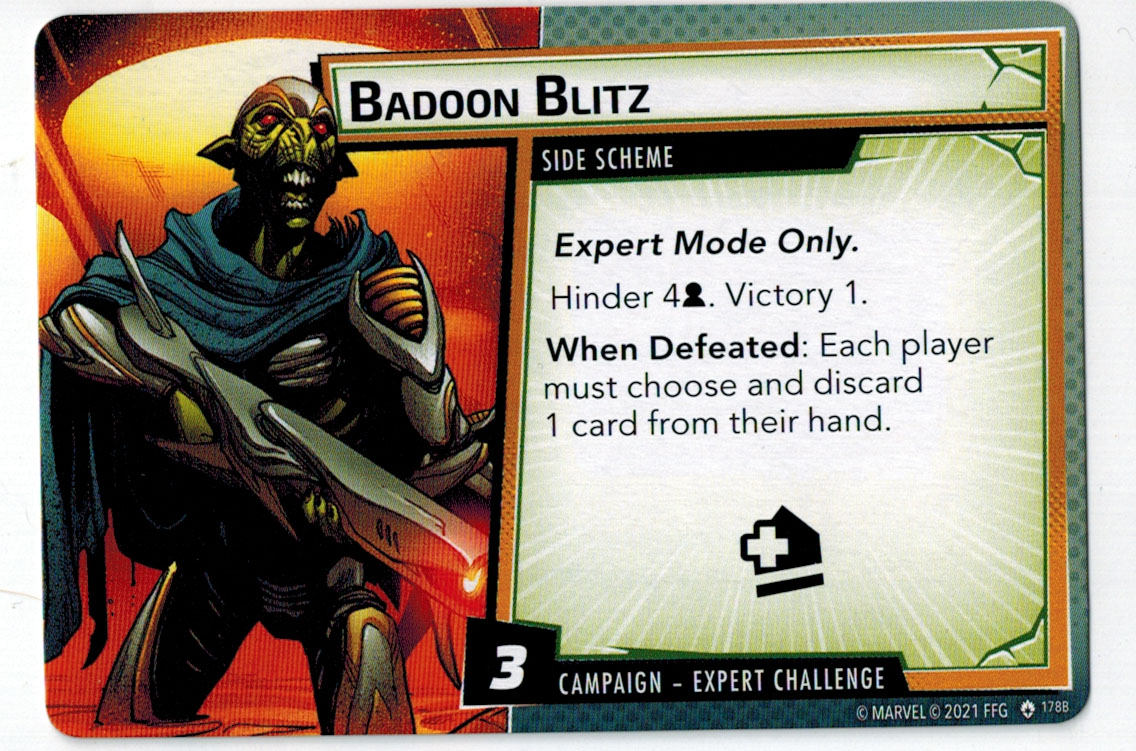 BADOON BLITZ
SIDE SCHEME
Expert Mode Only.
Hinder 4. Victory 1.
When Defeated: Each player
must choose and discard
1 card from their hand.
3
CAMPAIGN – EXPERT CHALLENGE
© MARVEL © 2021 FFG 178B